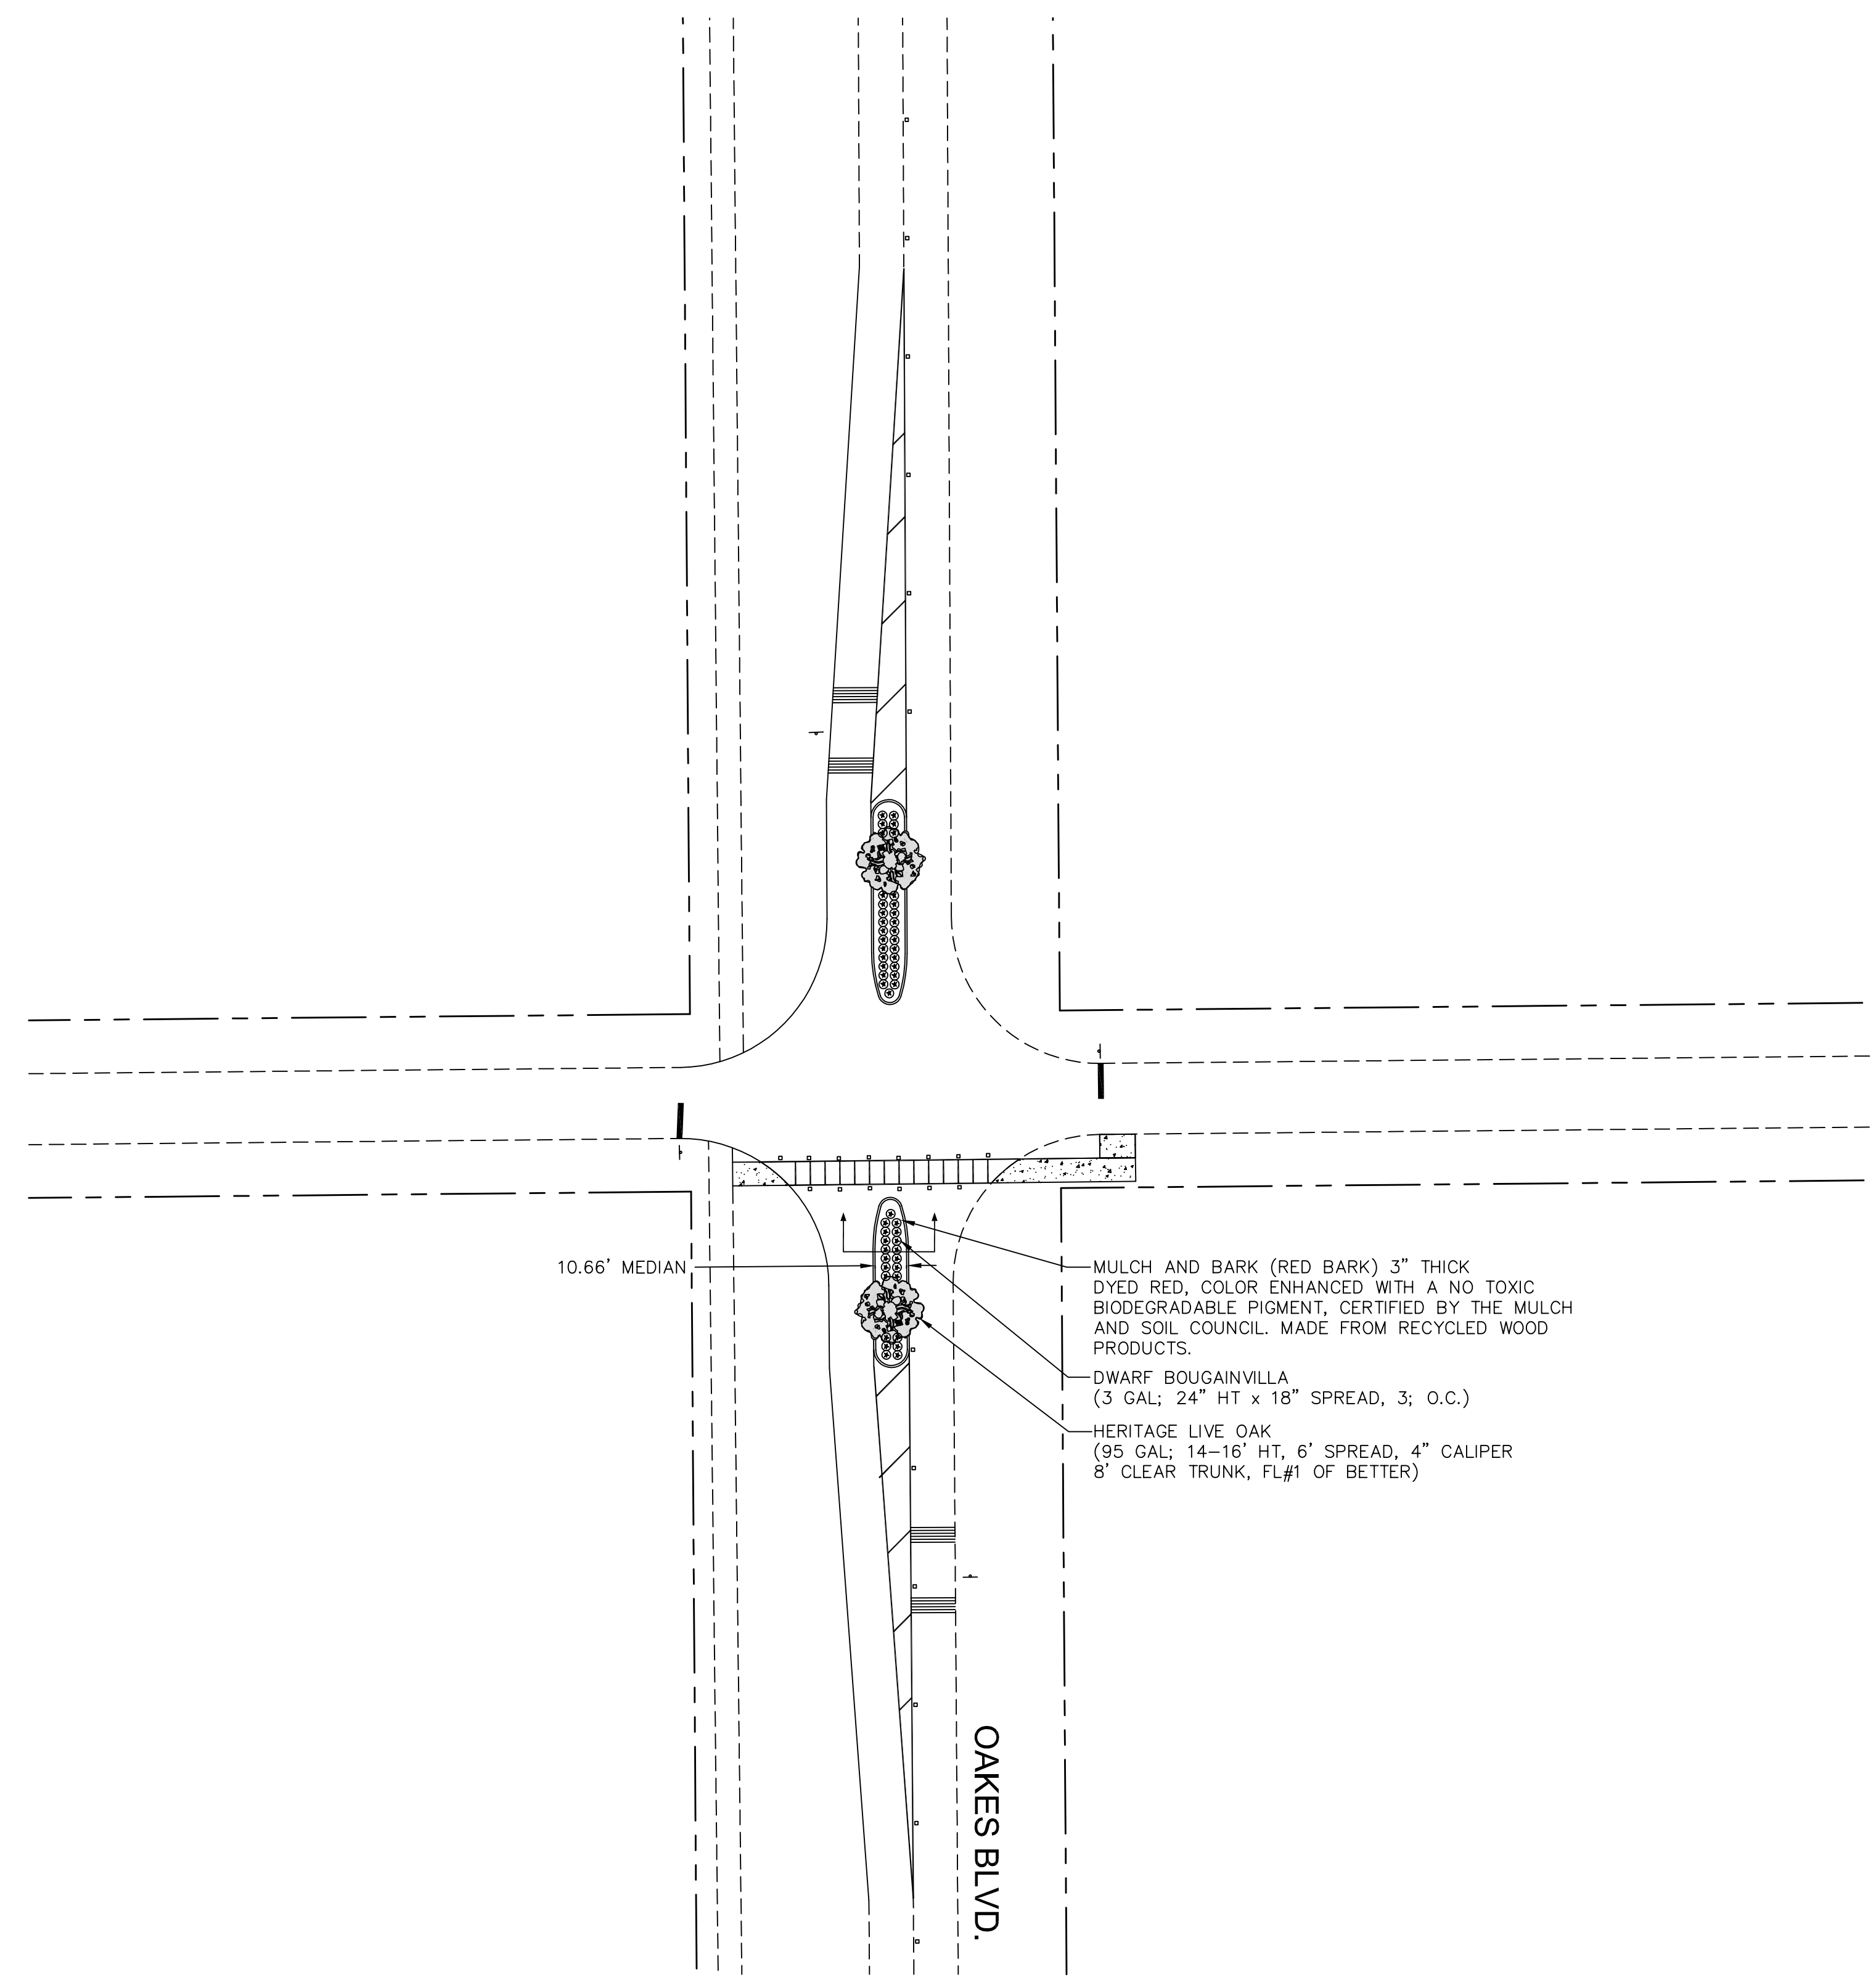 10.66' MEDIAN
MULCH AND BARK (RED BARK) 3" THICK
DYED RED, COLOR ENHANCED WITH A NO TOXIC
BIODEGRADABLE PIGMENT, CERTIFIED BY THE MULCH
AND SOIL COUNCIL. MADE FROM RECYCLED WOOD
PRODUCTS.
DWARF BOUGAINVILLA
(3 GAL; 24" HT x 18" SPREAD, 3; O.C.)
HERITAGE LIVE OAK
(95 GAL; 14–16' HT, 6' SPREAD, 4" CALIPER
8' CLEAR TRUNK, FL#1 OF BETTER)
OAKES BLVD.